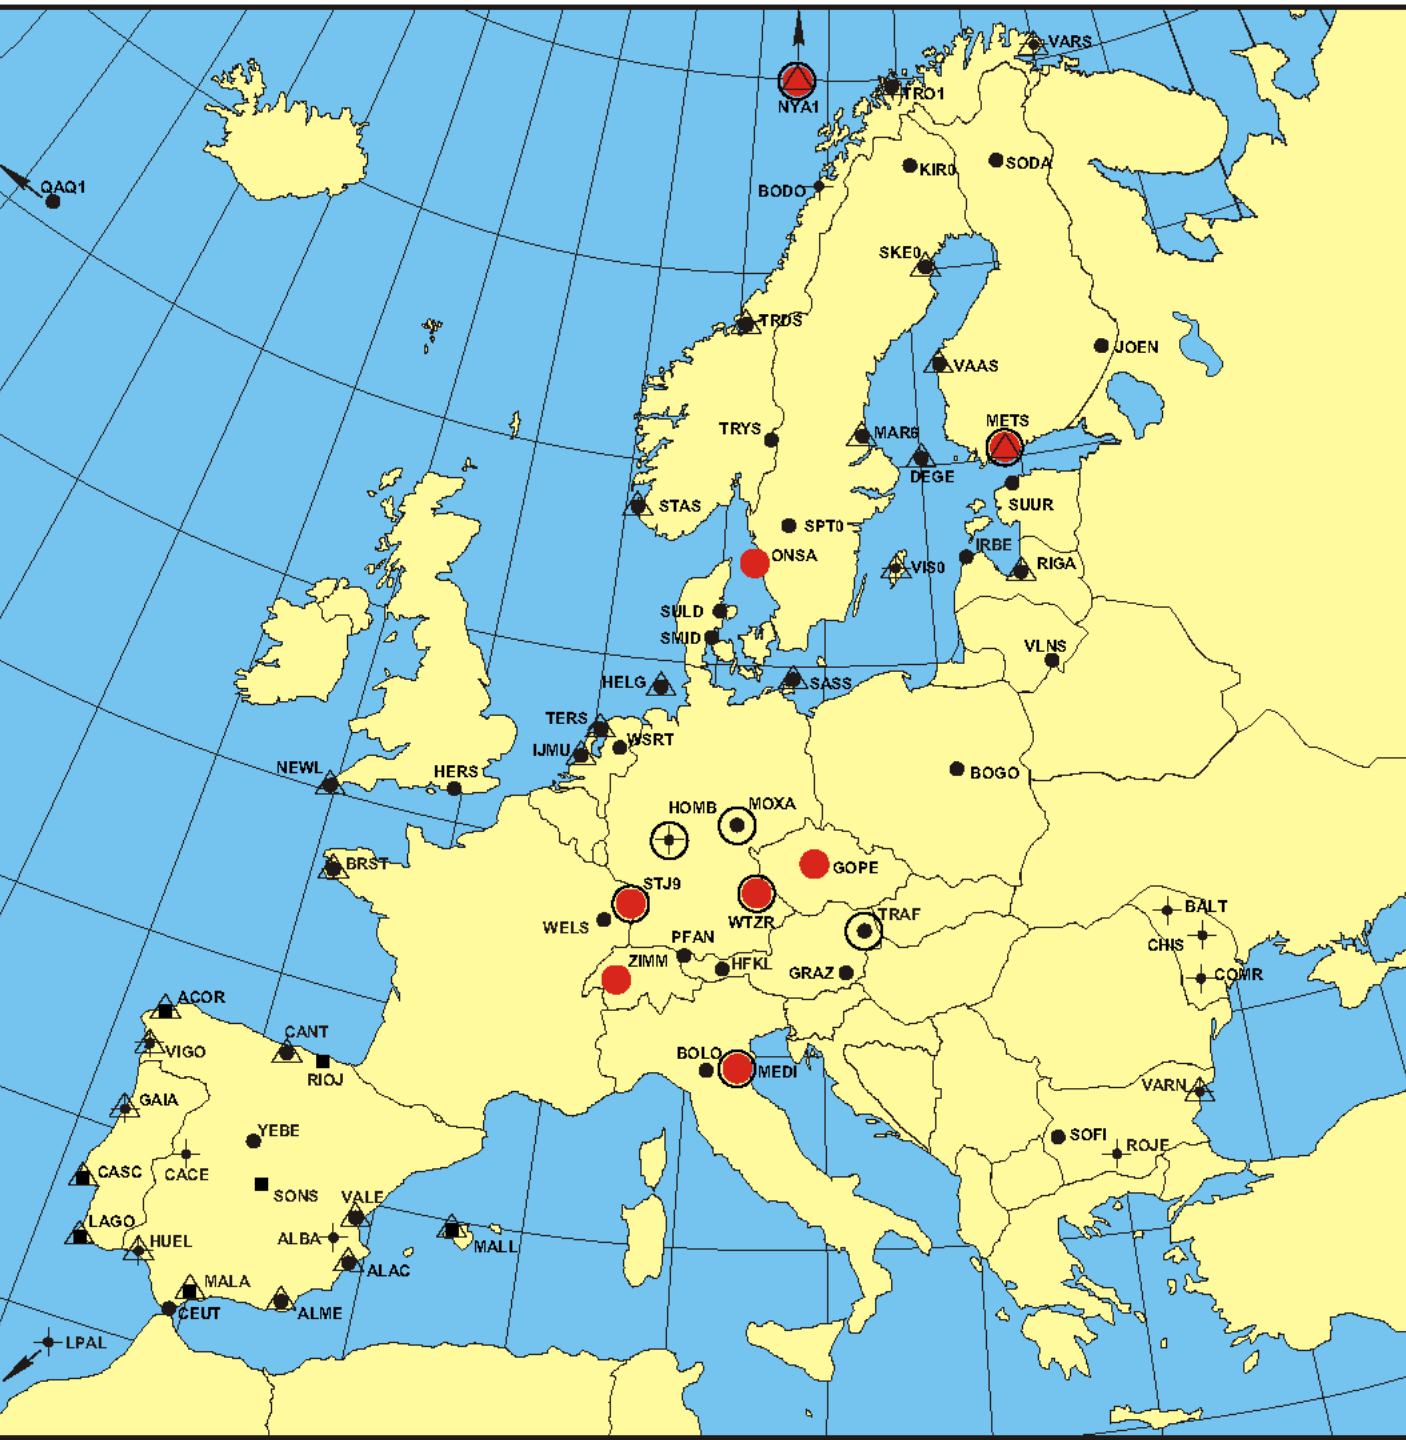 VARS
TRO1
NYA1
KIR0
SODA
QAQ1
BODO
SKE0
TRDS
JOEN
VAAS
METS
TRYS
MAR6
DEGE
STAS
SUUR
SPT0
IRBE
ONSA
RIGA
VIS0
SULD
SMID
VLNS
HELG
SASS
TERS
WSRT
IJMU
NEWL
HERS
BOGO
HOMB
MOXA
BRST
GOPE
STJ9
WTZR
TRAF
BALT
WELS
PFAN
CHIS
ZIMM
HFKL
GRAZ
COMR
ACOR
CANT
VIGO
BOLO
MEDI
RIOJ
VARN
GAIA
YEBE
SOFI
ROJE
CASC
CACE
SONS
VALE
LAGO
HUEL
ALBA
MALL
ALAC
MALA
CEUT
ALME
LPAL